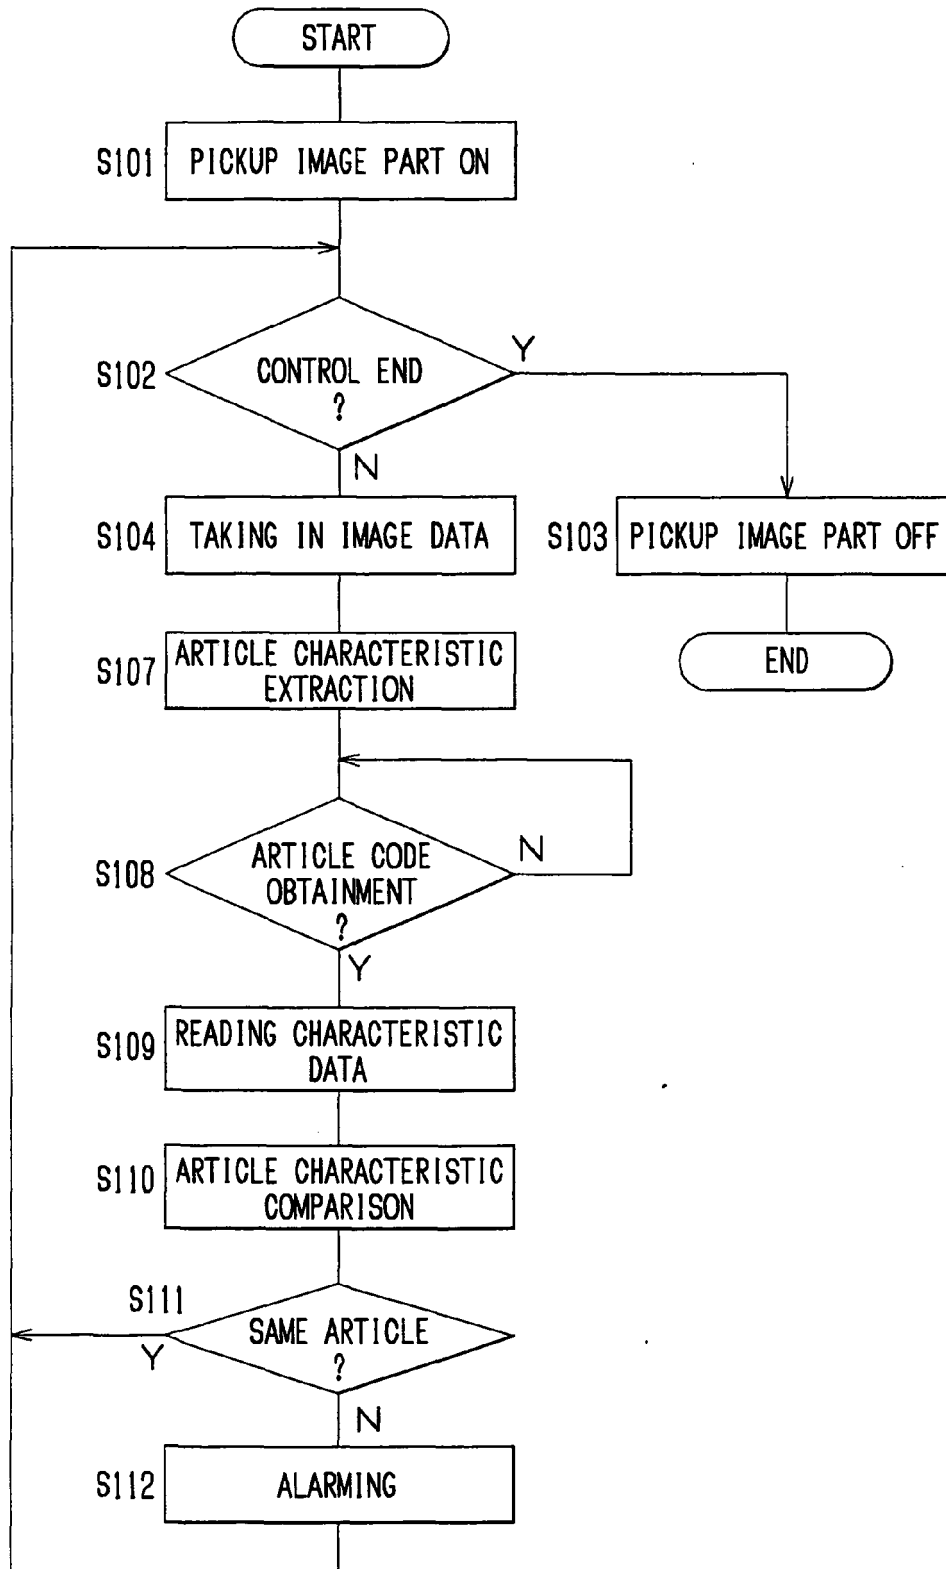 START
S101 PICKUP IMAGE PART ON
S102 CONTROL END
?
Y
N
S104 TAKING IN IMAGE DATA
S103 PICKUP IMAGE PART OFF
S107 ARTICLE CHARACTERISTIC
EXTRACTION
END
S108 ARTICLE CODE
OBTAINMENT
?
N
Y
S109 READING CHARACTERISTIC
DATA
S110 ARTICLE CHARACTERISTIC
COMPARISON
S111
SAME ARTICLE
?
Y
N
S112 ALARMING